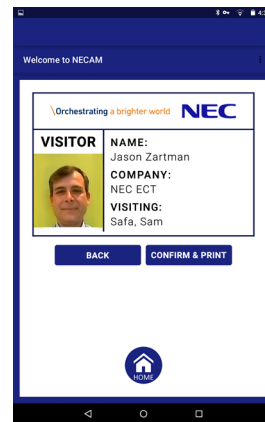 4:
Welcome to NECAM
\Orchestrating a brighter world NEC
VISITOR
NAME:
Jason Zartman
COMPANY:
NEC ECT
VISITING:
Safa, Sam
BACK
CONFIRM & PRINT
HOME